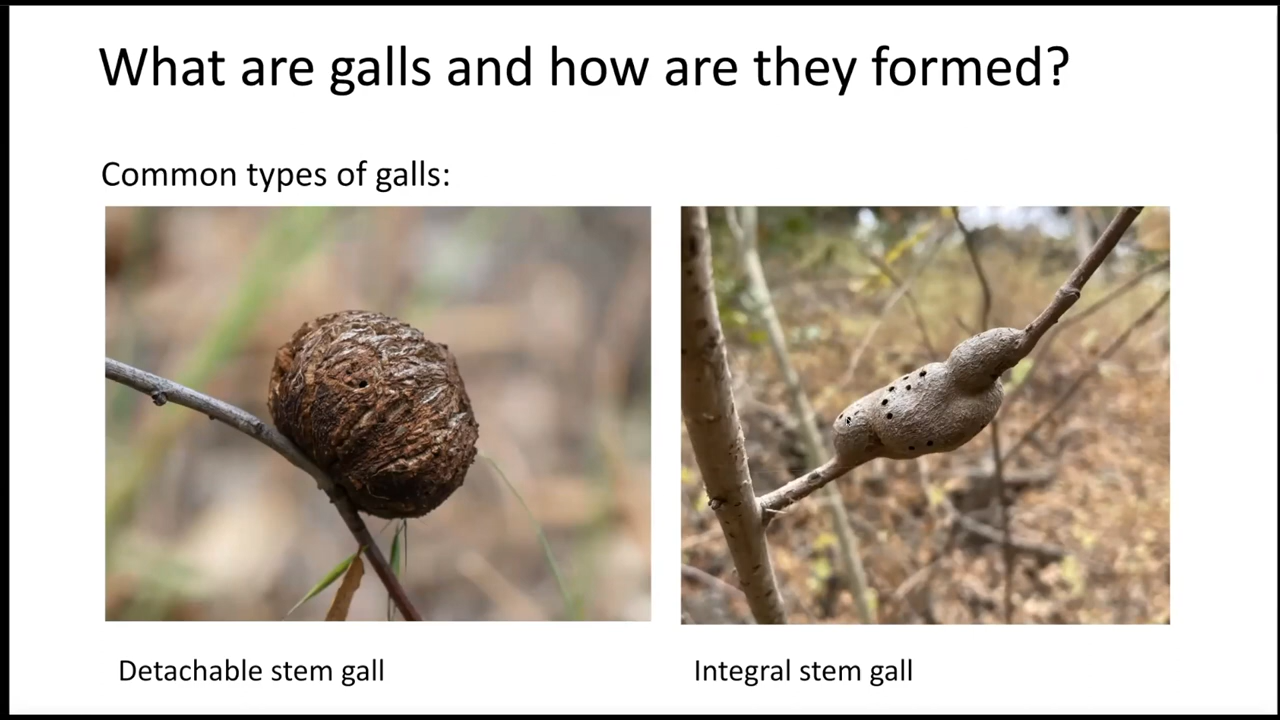 What are galls and how are they formed?
Common types of galls:
Detachable stem gall
Integral stem gall